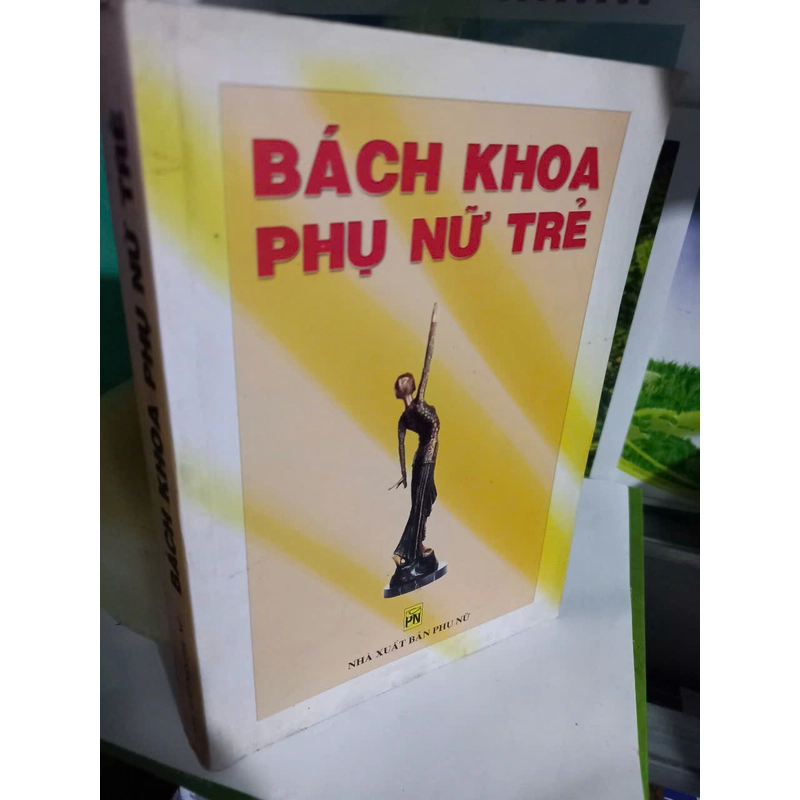 BÁCH KHOA
PHỤ NỮ TRẺ
PN
NHÀ XUẤT BẢN PHỤ NỮ
BÁCH KHOA PHỤ NỮ TRẺ